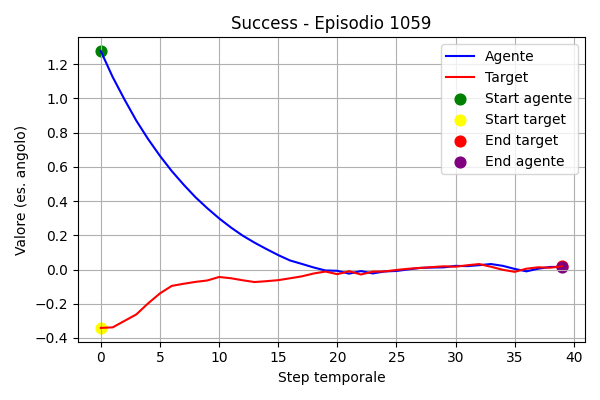 Success - Episodio 1059
Valore (es. angolo)
1.2
1.0
0.8
0.6
0.4
0.2
0.0
−0.2
−0.4
Agente
Target
Start agente
Start target
End target
End agente
0 5 10 15 20 25 30 35 40
Step temporale